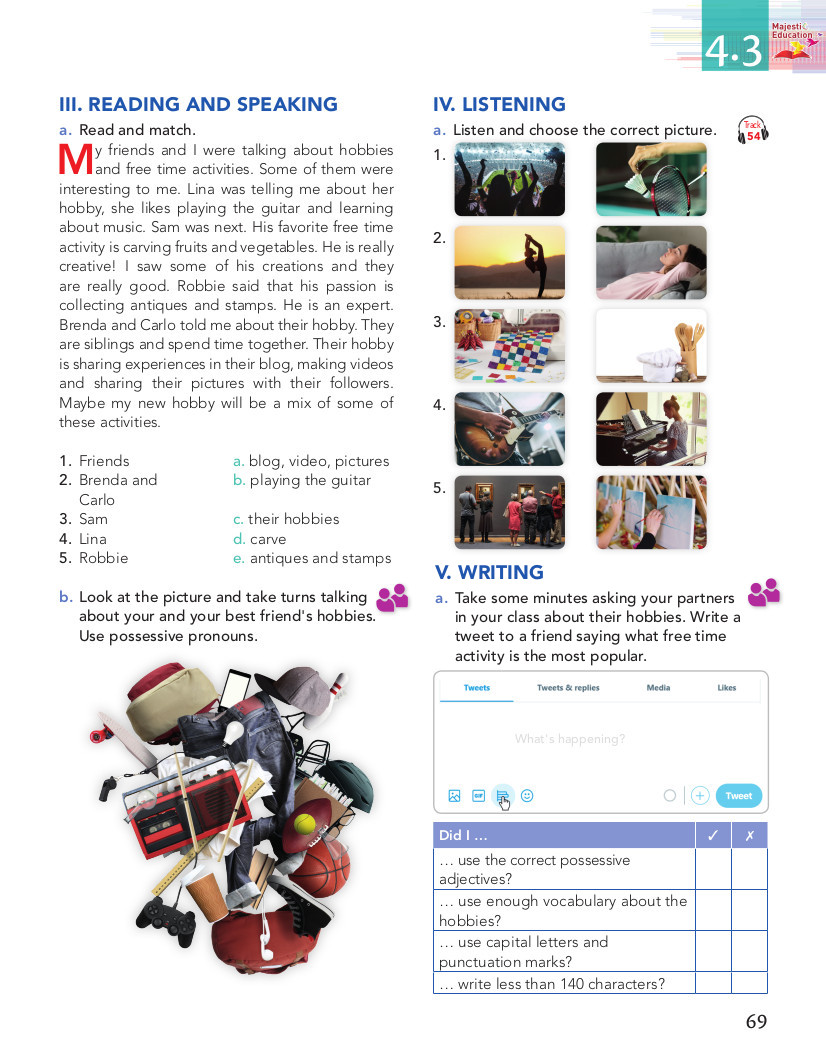 4.3
Majesti
Education
III. READING AND SPEAKING
a. Read and match.
My friends and I were talking about hobbies
and free time activities. Some of them were
interesting to me. Lina was telling me about her
hobby, she likes playing the guitar and learning
about music. Sam was next. His favorite free time
activity is carving fruits and vegetables. He is really
creative! I saw some of his creations and they
are really good. Robbie said that his passion is
collecting antiques and stamps. He is an expert.
Brenda and Carlo told me about their hobby. They
are siblings and spend time together. Their hobby
is sharing experiences in their blog, making videos
and sharing their pictures with their followers.
Maybe my new hobby will be a mix of some of
these activities.
1. Friends a. blog, video, pictures
2. Brenda and b. playing the guitar
Carlo
3. Sam c. their hobbies
4. Lina d. carve
5. Robbie e. antiques and stamps
b. Look at the picture and take turns talking
about your and your best friend's hobbies.
Use possessive pronouns.
IV. LISTENING
a. Listen and choose the correct picture.
Track
54
1.
2.
3.
4.
5.
V. WRITING
a. Take some minutes asking your partners
in your class about their hobbies. Write a
tweet to a friend saying what free time
activity is the most popular.
Tweets Tweets & replies Media Likes
What's happening?
GIF Tweet
Did I ... ✓ ✗
... use the correct possessive
adjectives?
... use enough vocabulary about the
hobbies?
... use capital letters and
punctuation marks?
... write less than 140 characters?
69